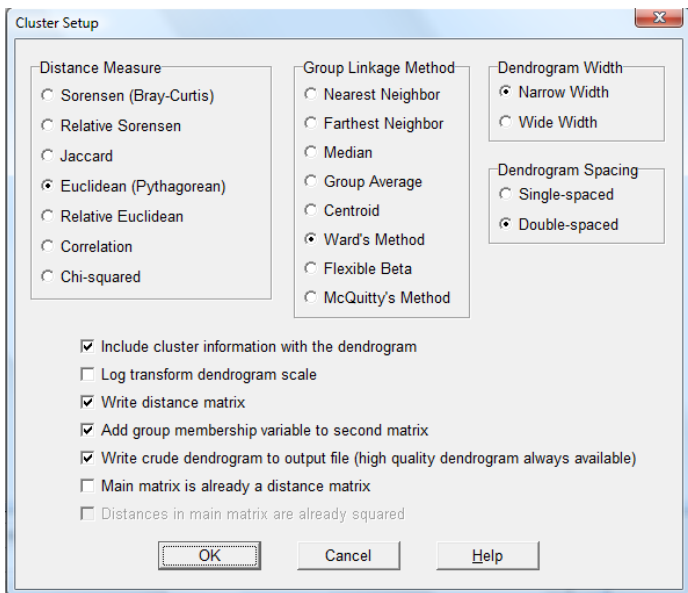 Cluster Setup
Distance Measure
Sorensen (Bray-Curtis)
Relative Sorensen
Jaccard
Euclidean (Pythagorean)
Relative Euclidean
Correlation
Chi-squared
Group Linkage Method
Nearest Neighbor
Farthest Neighbor
Median
Group Average
Centroid
Ward's Method
Flexible Beta
McQuitty's Method
Dendrogram Width
Narrow Width
Wide Width
Dendrogram Spacing
Single-spaced
Double-spaced
Include cluster information with the dendrogram
Log transform dendrogram scale
Write distance matrix
Add group membership variable to second matrix
Write crude dendrogram to output file (high quality dendrogram always available)
Main matrix is already a distance matrix
Distances in main matrix are already squared
OK
Cancel
Help